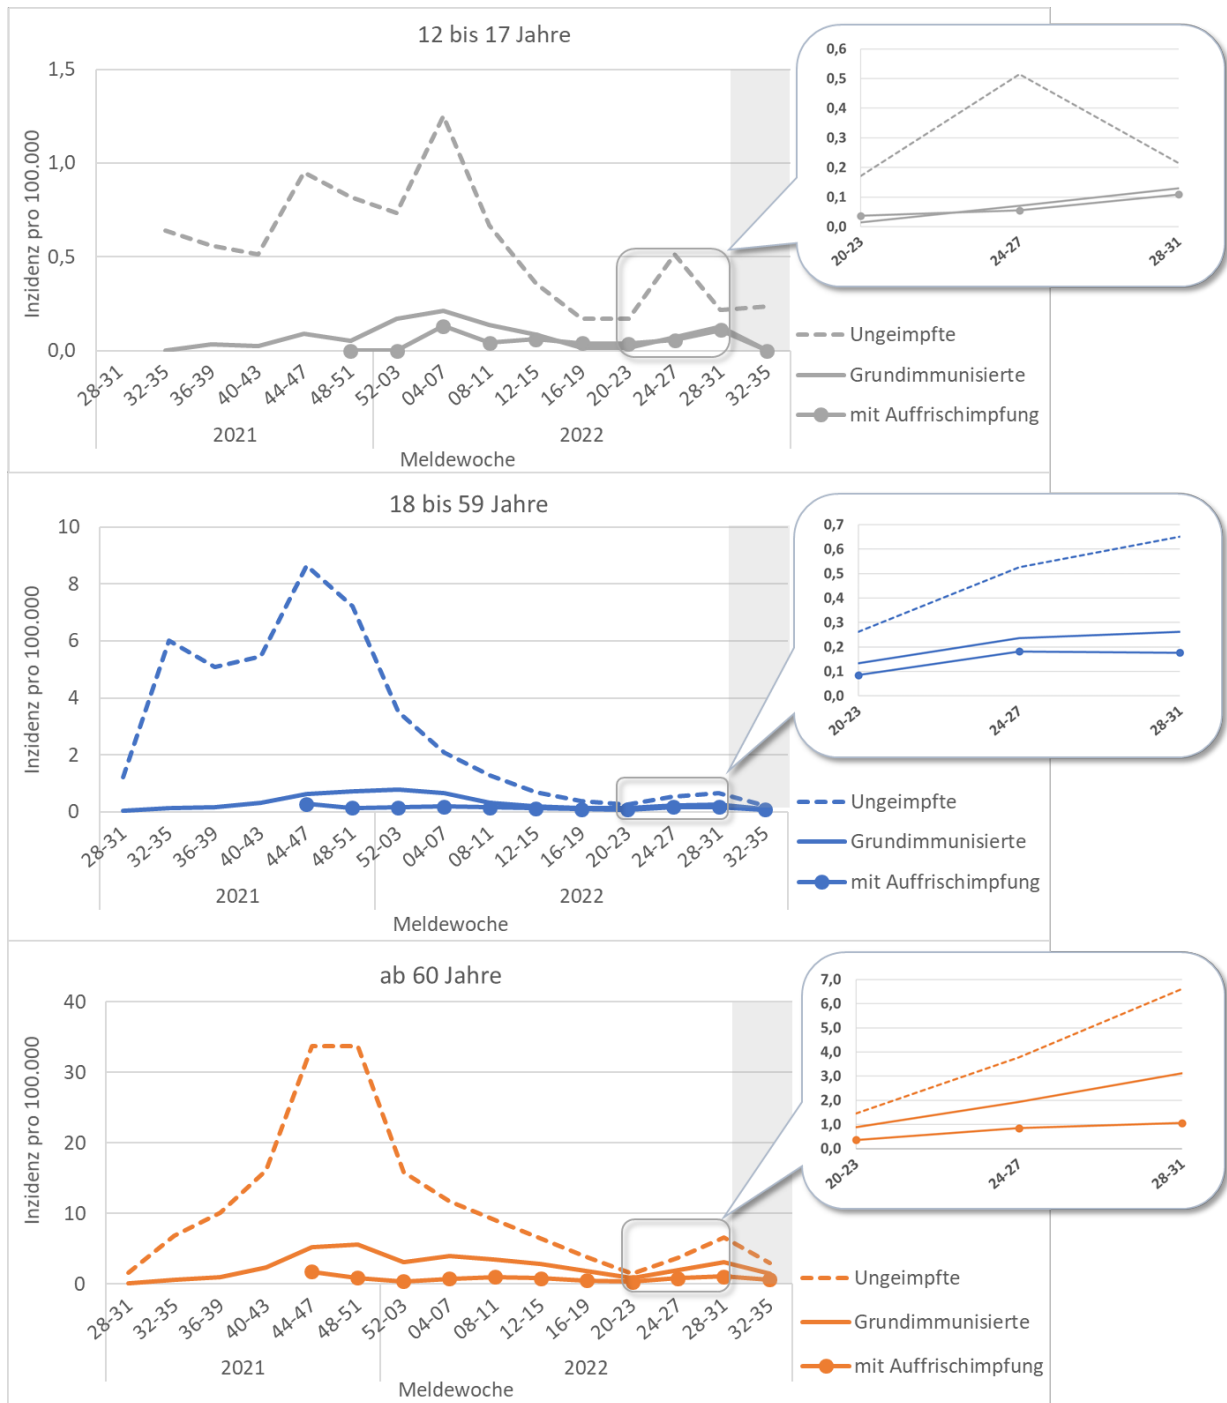 12 bis 17 Jahre
Inzidenz pro 100.000
1,5
1,0
0,5
0,0
28-31 32-35 36-39 40-43 44-47 48-51 52-03 04-07 08-11 12-15 16-19 20-23 24-27 28-31 32-35
2021 2022
Meldewoche
0,6
0,5
0,4
0,3
0,2
0,1
0,0
20-23 24-27 28-31
Ungeimpfte
Grundimmunisierte
mit Auffrischimpfung
18 bis 59 Jahre
Inzidenz pro 100.000
10
8
6
4
2
0
28-31 32-35 36-39 40-43 44-47 48-51 52-03 04-07 08-11 12-15 16-19 20-23 24-27 28-31 32-35
2021 2022
Meldewoche
0,7
0,6
0,5
0,4
0,3
0,2
0,1
0,0
20-23 24-27 28-31
Ungeimpfte
Grundimmunisierte
mit Auffrischimpfung
ab 60 Jahre
Inzidenz pro 100.000
40
30
20
10
0
28-31 32-35 36-39 40-43 44-47 48-51 52-03 04-07 08-11 12-15 16-19 20-23 24-27 28-31 32-35
2021 2022
Meldewoche
7,0
6,0
5,0
4,0
3,0
2,0
1,0
0,0
20-23 24-27 28-31
Ungeimpfte
Grundimmunisierte
mit Auffrischimpfung